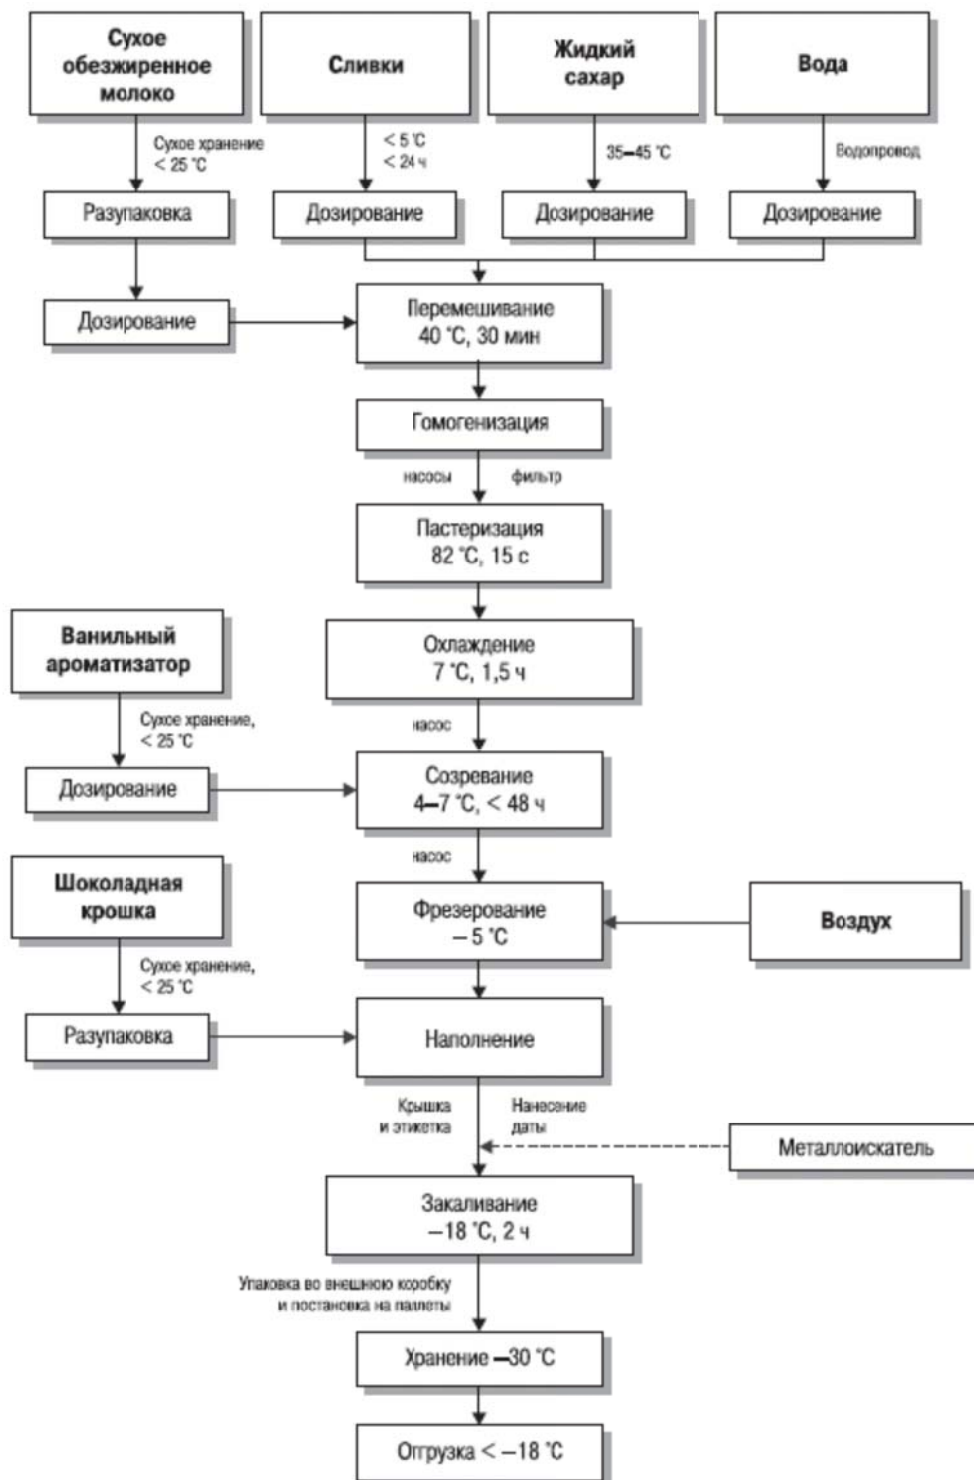 Сухое
обезжиренное
молоко
Сливки
Жидкий
сахар
Вода
Сухое хранение
< 25 °C
< 5 °C
< 24 ч
35–45 °C
Водопровод
Разупаковка
Дозирование
Дозирование
Дозирование
Дозирование
Перемешивание
40 °C, 30 мин
Гомогенизация
насосы
фильтр
Пастеризация
82 °C, 15 с
Ванильный
ароматизатор
Охлаждение
7 °C, 1,5 ч
Сухое хранение,
< 25 °C
насос
Дозирование
Созревание
4–7 °C, < 48 ч
насос
Шоколадная
крошка
Фрезерование
– 5 °C
Воздух
Сухое хранение,
< 25 °C
Разупаковка
Наполнение
Крышка
и этикетка
Нанесение
даты
Металлоискатель
Закаливание
–18 °C, 2 ч
Упаковка во внешнюю коробку
и постановка на паллеты
Хранение –30 °C
Отгрузка < –18 °C